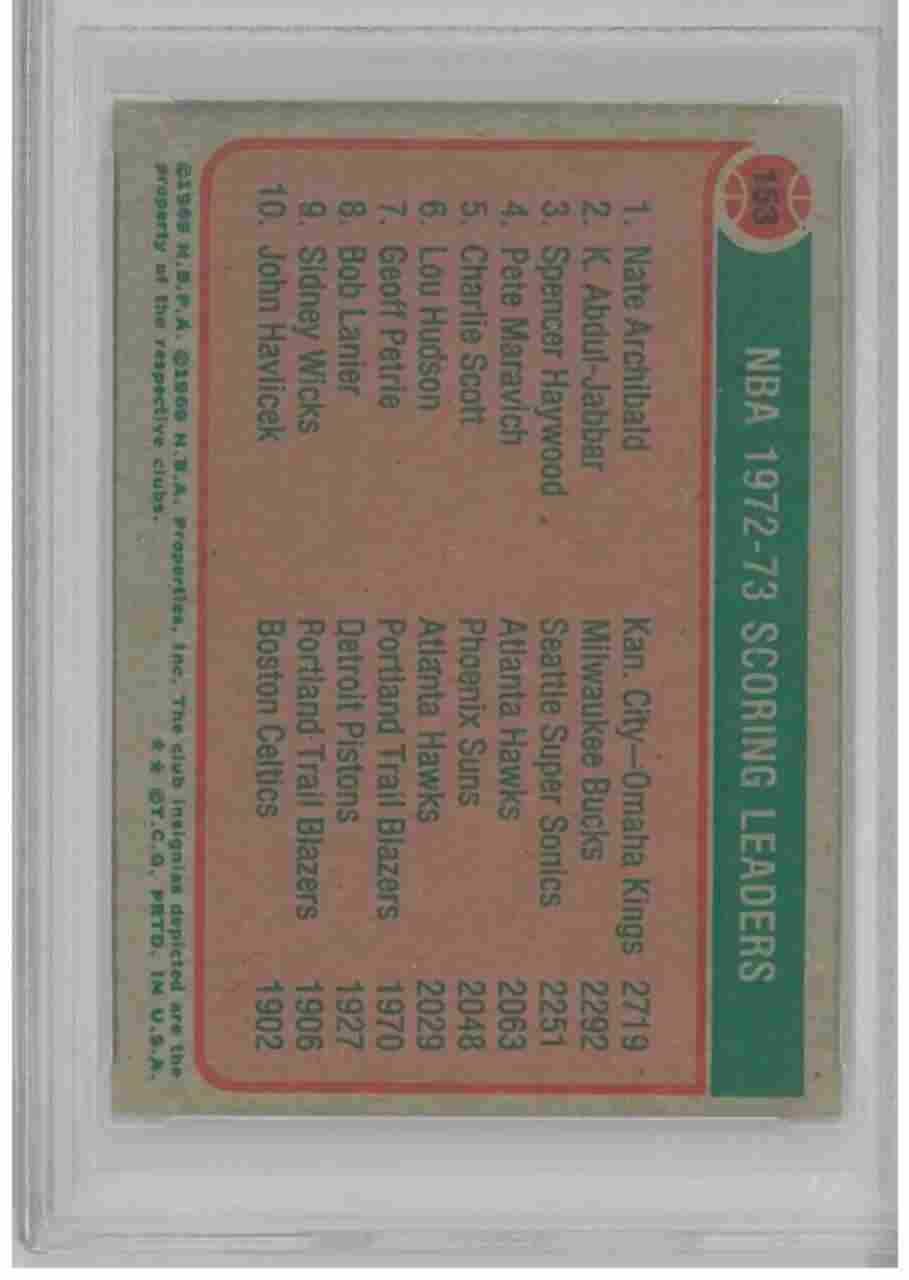 153
NBA 1972-73 SCORING LEADERS
1. Nate Archibald Kan. City–Omaha Kings 2719
2. K. Abdul-Jabbar Milwaukee Bucks 2292
3. Spencer Haywood Seattle Super Sonics 2251
4. Pete Maravich Atlanta Hawks 2063
5. Charlie Scott Phoenix Suns 2048
6. Lou Hudson Atlanta Hawks 2029
7. Geoff Petrie Portland Trail Blazers 1970
8. Bob Lanier Detroit Pistons 1927
9. Sidney Wicks Portland Trail Blazers 1906
10. John Havlicek Boston Celtics 1902
©1969 N.B.P.A. ©1969 N.B.A. Properties, Inc. The club insignias depicted are the
property of the respective clubs. ** ©T.C.G. PRTD. IN U.S.A.